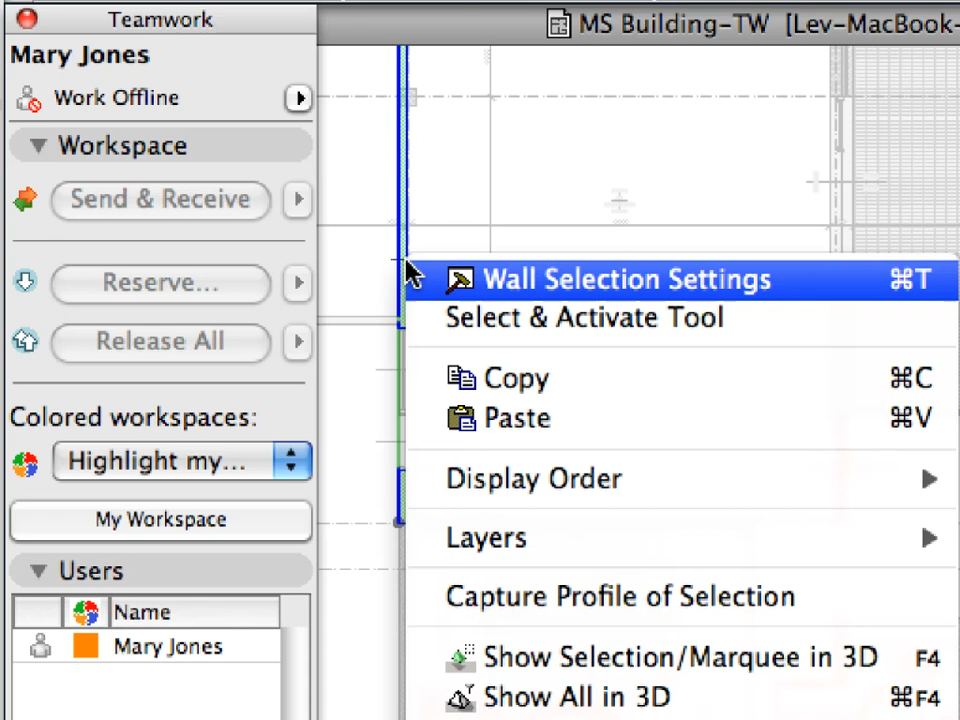 Teamwork
MS Building-TW [Lev-MacBook-
Mary Jones
Work Offline
Workspace
Send & Receive
Reserve...
Release All
Colored workspaces:
Highlight my...
My Workspace
Users
Name
Mary Jones
Wall Selection Settings ⌘T
Select & Activate Tool
Copy ⌘C
Paste ⌘V
Display Order
Layers
Capture Profile of Selection
Show Selection/Marquee in 3D F4
Show All in 3D ⌘F4